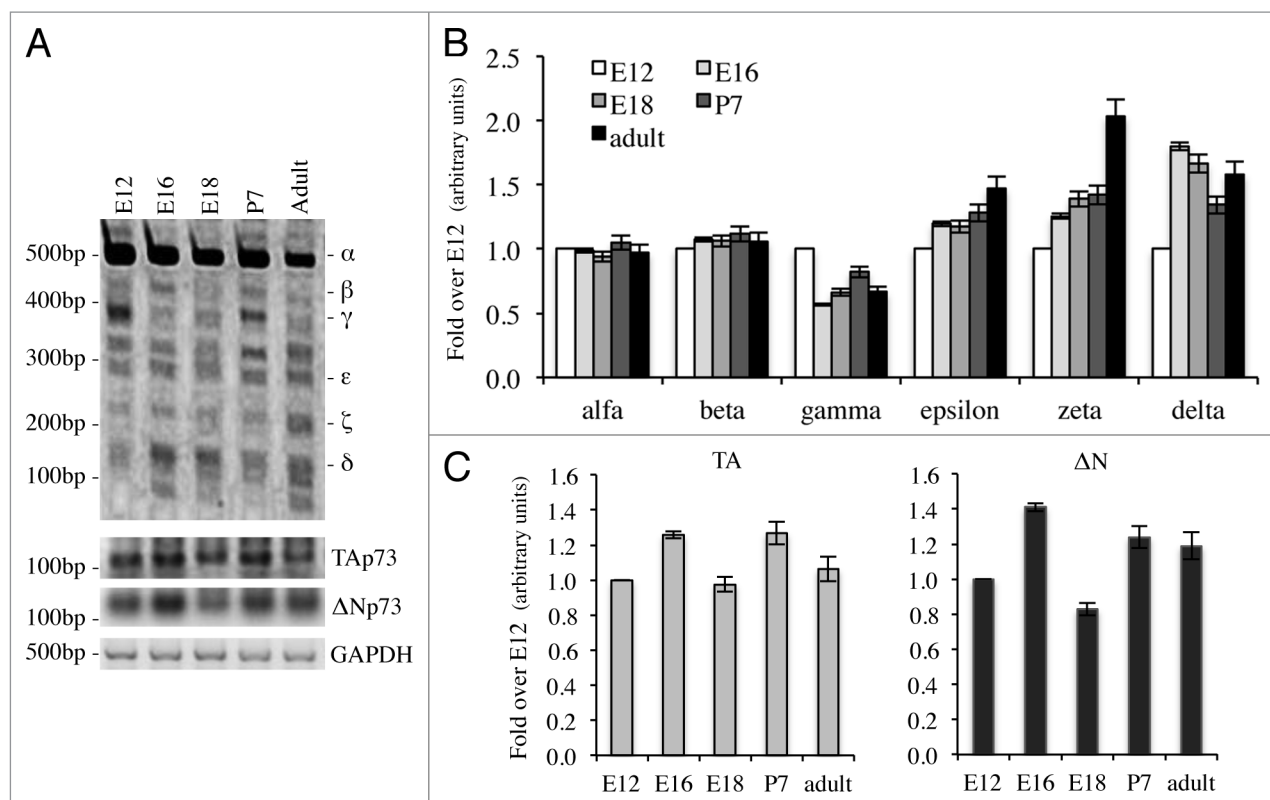 A
E12 E16 E18 P7 Adult
500bp - - α
- β
400bp -
- γ
300bp -
- ε
200bp - - ζ
- δ
100bp -
100bp - TAp73
100bp - ΔNp73
500bp - GAPDH
B
Fold over E12 (arbitrary units)
2.5
2.0
1.5
1.0
0.5
0.0
E12 E16
E18 P7
adult
alfa beta gamma epsilon zeta delta
C
TA
Fold over E12 (arbitrary units)
1.6
1.4
1.2
1.0
0.8
0.6
0.4
0.2
0.0
E12 E16 E18 P7 adult
ΔN
1.6
1.4
1.2
1.0
0.8
0.6
0.4
0.2
0.0
E12 E16 E18 P7 adult